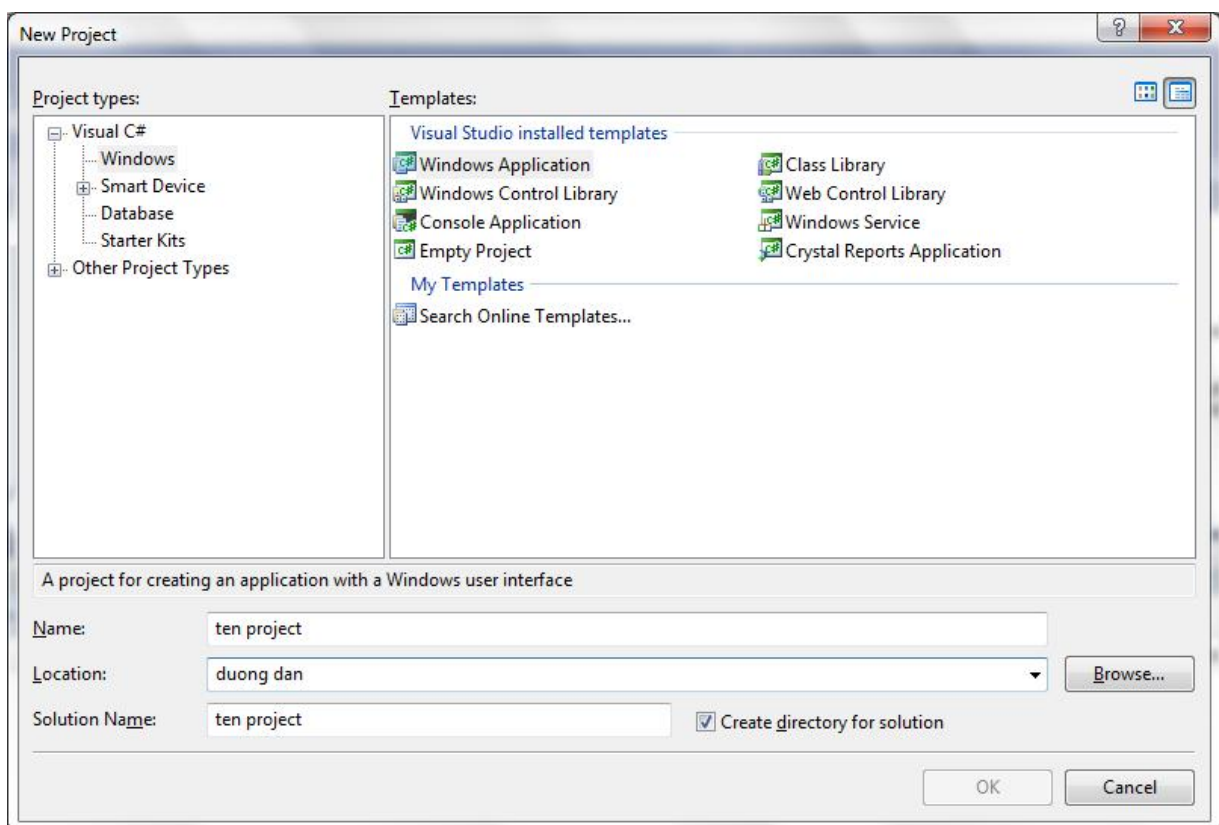 New Project
Project types:
Templates:
Visual C#
Windows
Smart Device
Database
Starter Kits
Other Project Types
Visual Studio installed templates
Windows Application
Class Library
Windows Control Library
Web Control Library
Console Application
Windows Service
Empty Project
Crystal Reports Application
My Templates
Search Online Templates...
A project for creating an application with a Windows user interface
Name:
ten project
Location:
duong dan
Browse...
Solution Name:
ten project
Create directory for solution
OK
Cancel